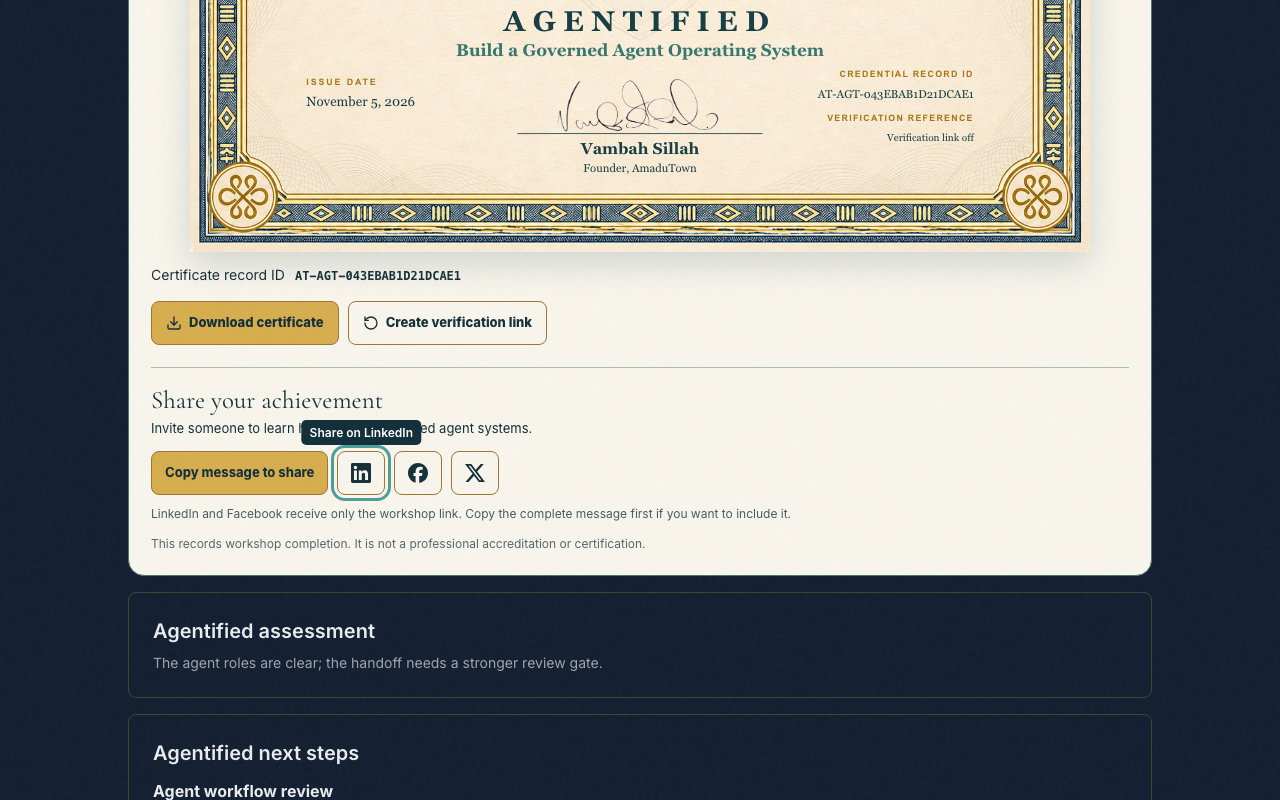 AGENTIFIED
Build a Governed Agent Operating System
ISSUE DATE
November 5, 2026
CREDENTIAL RECORD ID
AT-AGT-043EBAB1D21DCAE1
VERIFICATION REFERENCE
Verification link off
Vambah Sillah
Founder, AmaduTown
Certificate record ID AT-AGT-043EBAB1D21DCAE1
Download certificate
Create verification link
Share your achievement
Invite someone to learn
ed agent systems.
Share on LinkedIn
Copy message to share
LinkedIn and Facebook receive only the workshop link. Copy the complete message first if you want to include it.
This records workshop completion. It is not a professional accreditation or certification.
Agentified assessment
The agent roles are clear; the handoff needs a stronger review gate.
Agentified next steps
Agent workflow review